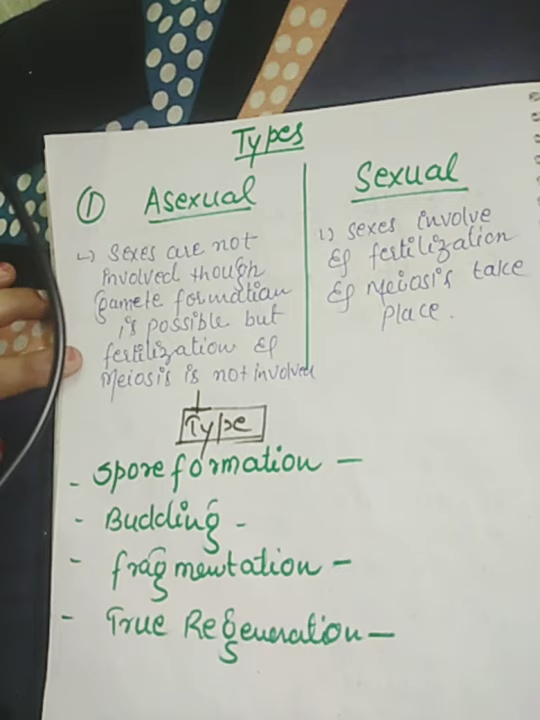 Types
① Asexual
↳ Sexes are not
involved though
gamete formation
is possible but
fertilization &
Meiosis is not involved
Sexual
↳ sexes involve
& fertilization
& Meiosis take
place.
Type
- Spore formation -
- Budding -
- fragmentation -
- True Regeneration -